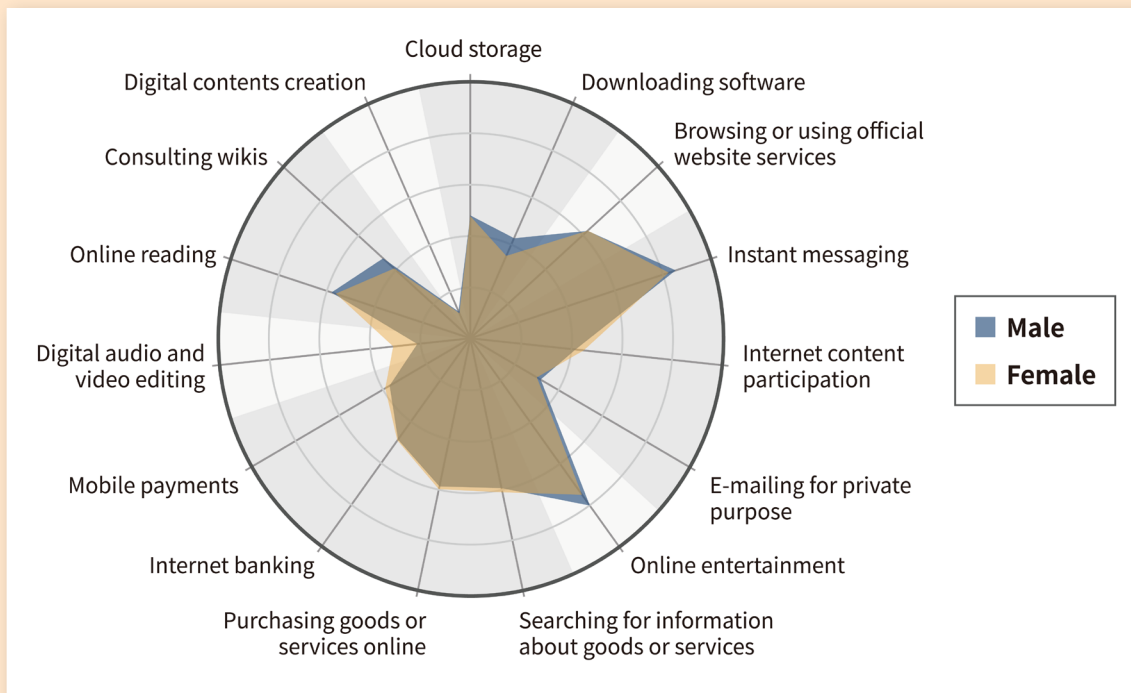 Cloud storage
Digital contents creation
Downloading software
Browsing or using official
website services
Consulting wikis
Online reading
Instant messaging
Male
Female
Digital audio and
video editing
Internet content
participation
Mobile payments
E-mailing for private
purpose
Internet banking
Online entertainment
Purchasing goods or
services online
Searching for information
about goods or services